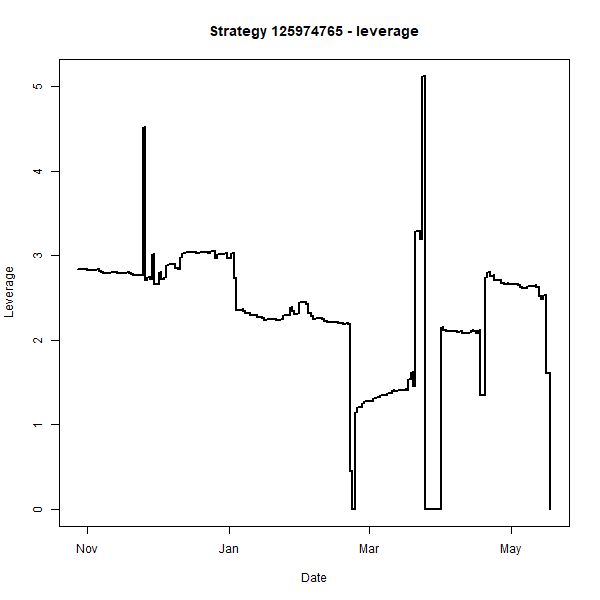 Strategy 125974765 - leverage
5
4
3
2
1
0
Leverage
Nov
Jan
Mar
May
Date